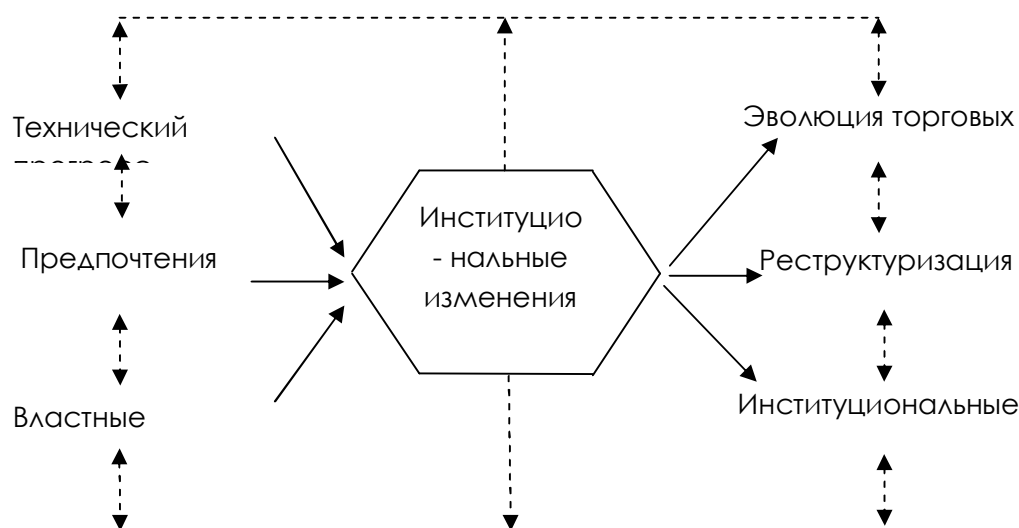 Технический
Предпочтения
Властные
Институцио
- нальные
изменения
Эволюция торговых
Реструктуризация
Институциональные